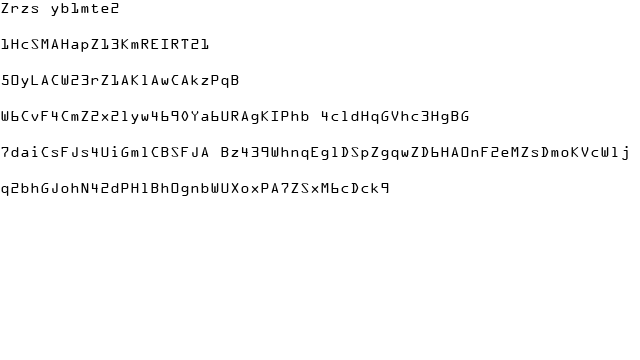 Zrzs yb1mte2
1HcSMAHapZ13KmREIRT21
5OyLACW23rZ1AK1AwCAkzPqB
W6CvF4CmZ2x21yw4690Ya6URAgKIPhb 4c1dHqGVhc3HgBG
7daiCsFJs4UiGm1CBSFJA Bz439WhnqEg1DSpZgqwZD6HAOnF2eMZsDmoKVcW1j
q2bhGJohN42dPH1BhOgnbWUXoxPA7ZSxM6cDck9